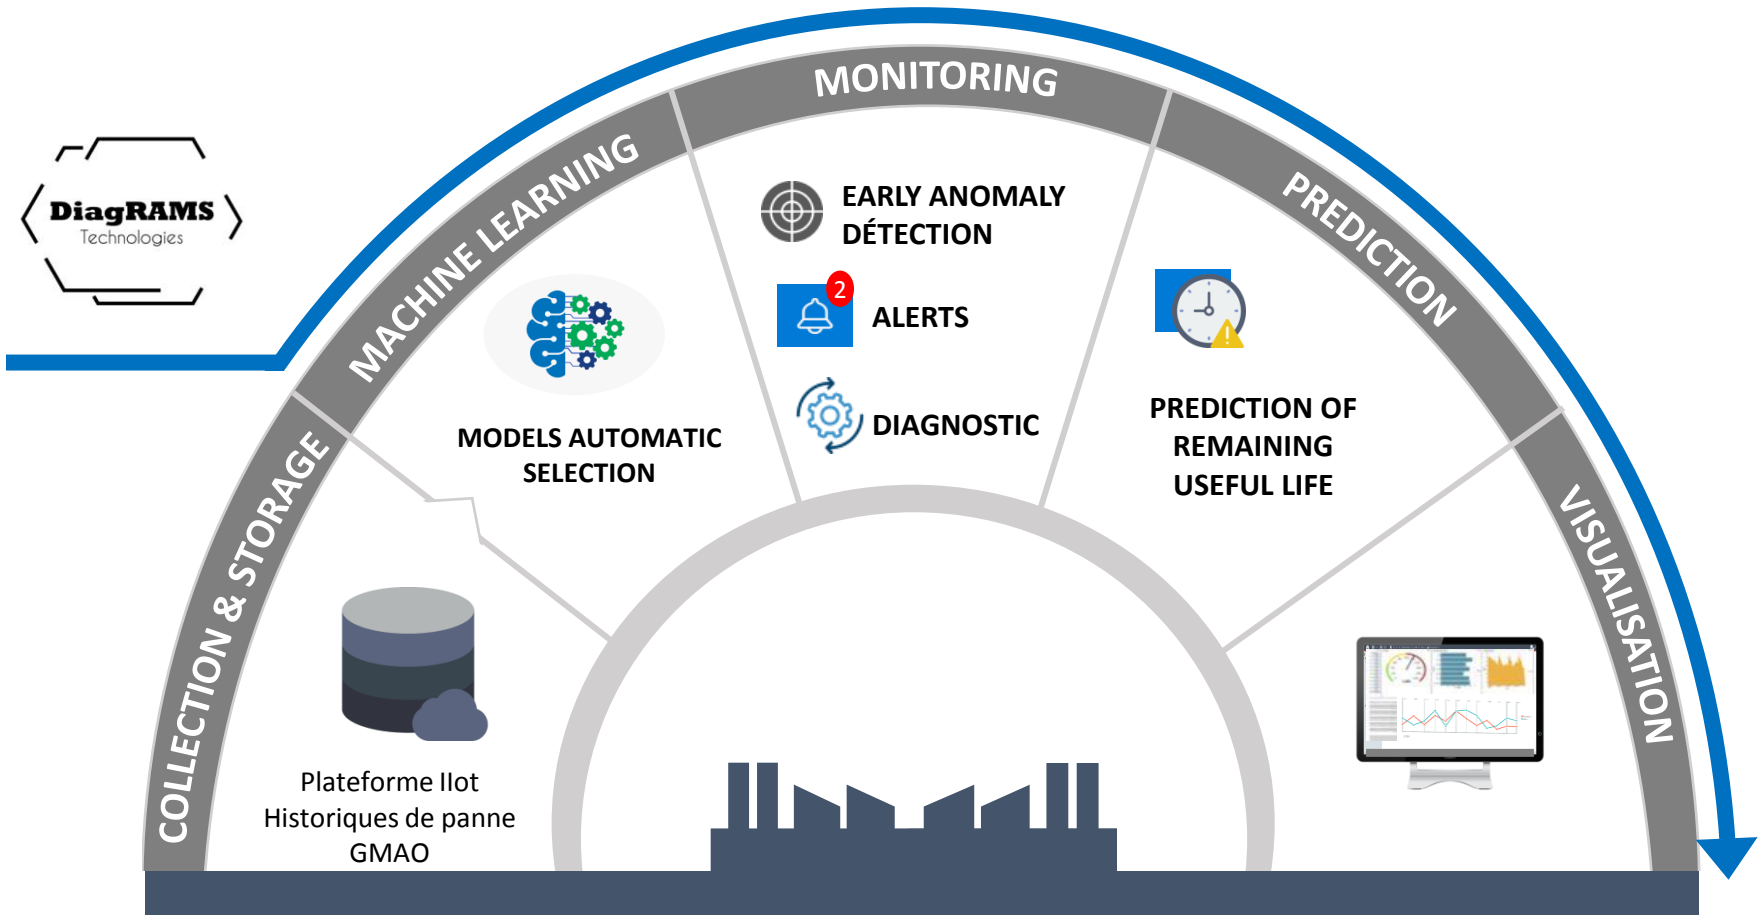 DiagRAMS
Technologies
COLLECTION & STORAGE
Plateforme IIot
Historiques de panne
GMAO
MACHINE LEARNING
MODELS AUTOMATIC
SELECTION
MONITORING
EARLY ANOMALY
DÉTECTION
2
ALERTS
DIAGNOSTIC
PREDICTION
PREDICTION OF
REMAINING
USEFUL LIFE
VISUALISATION